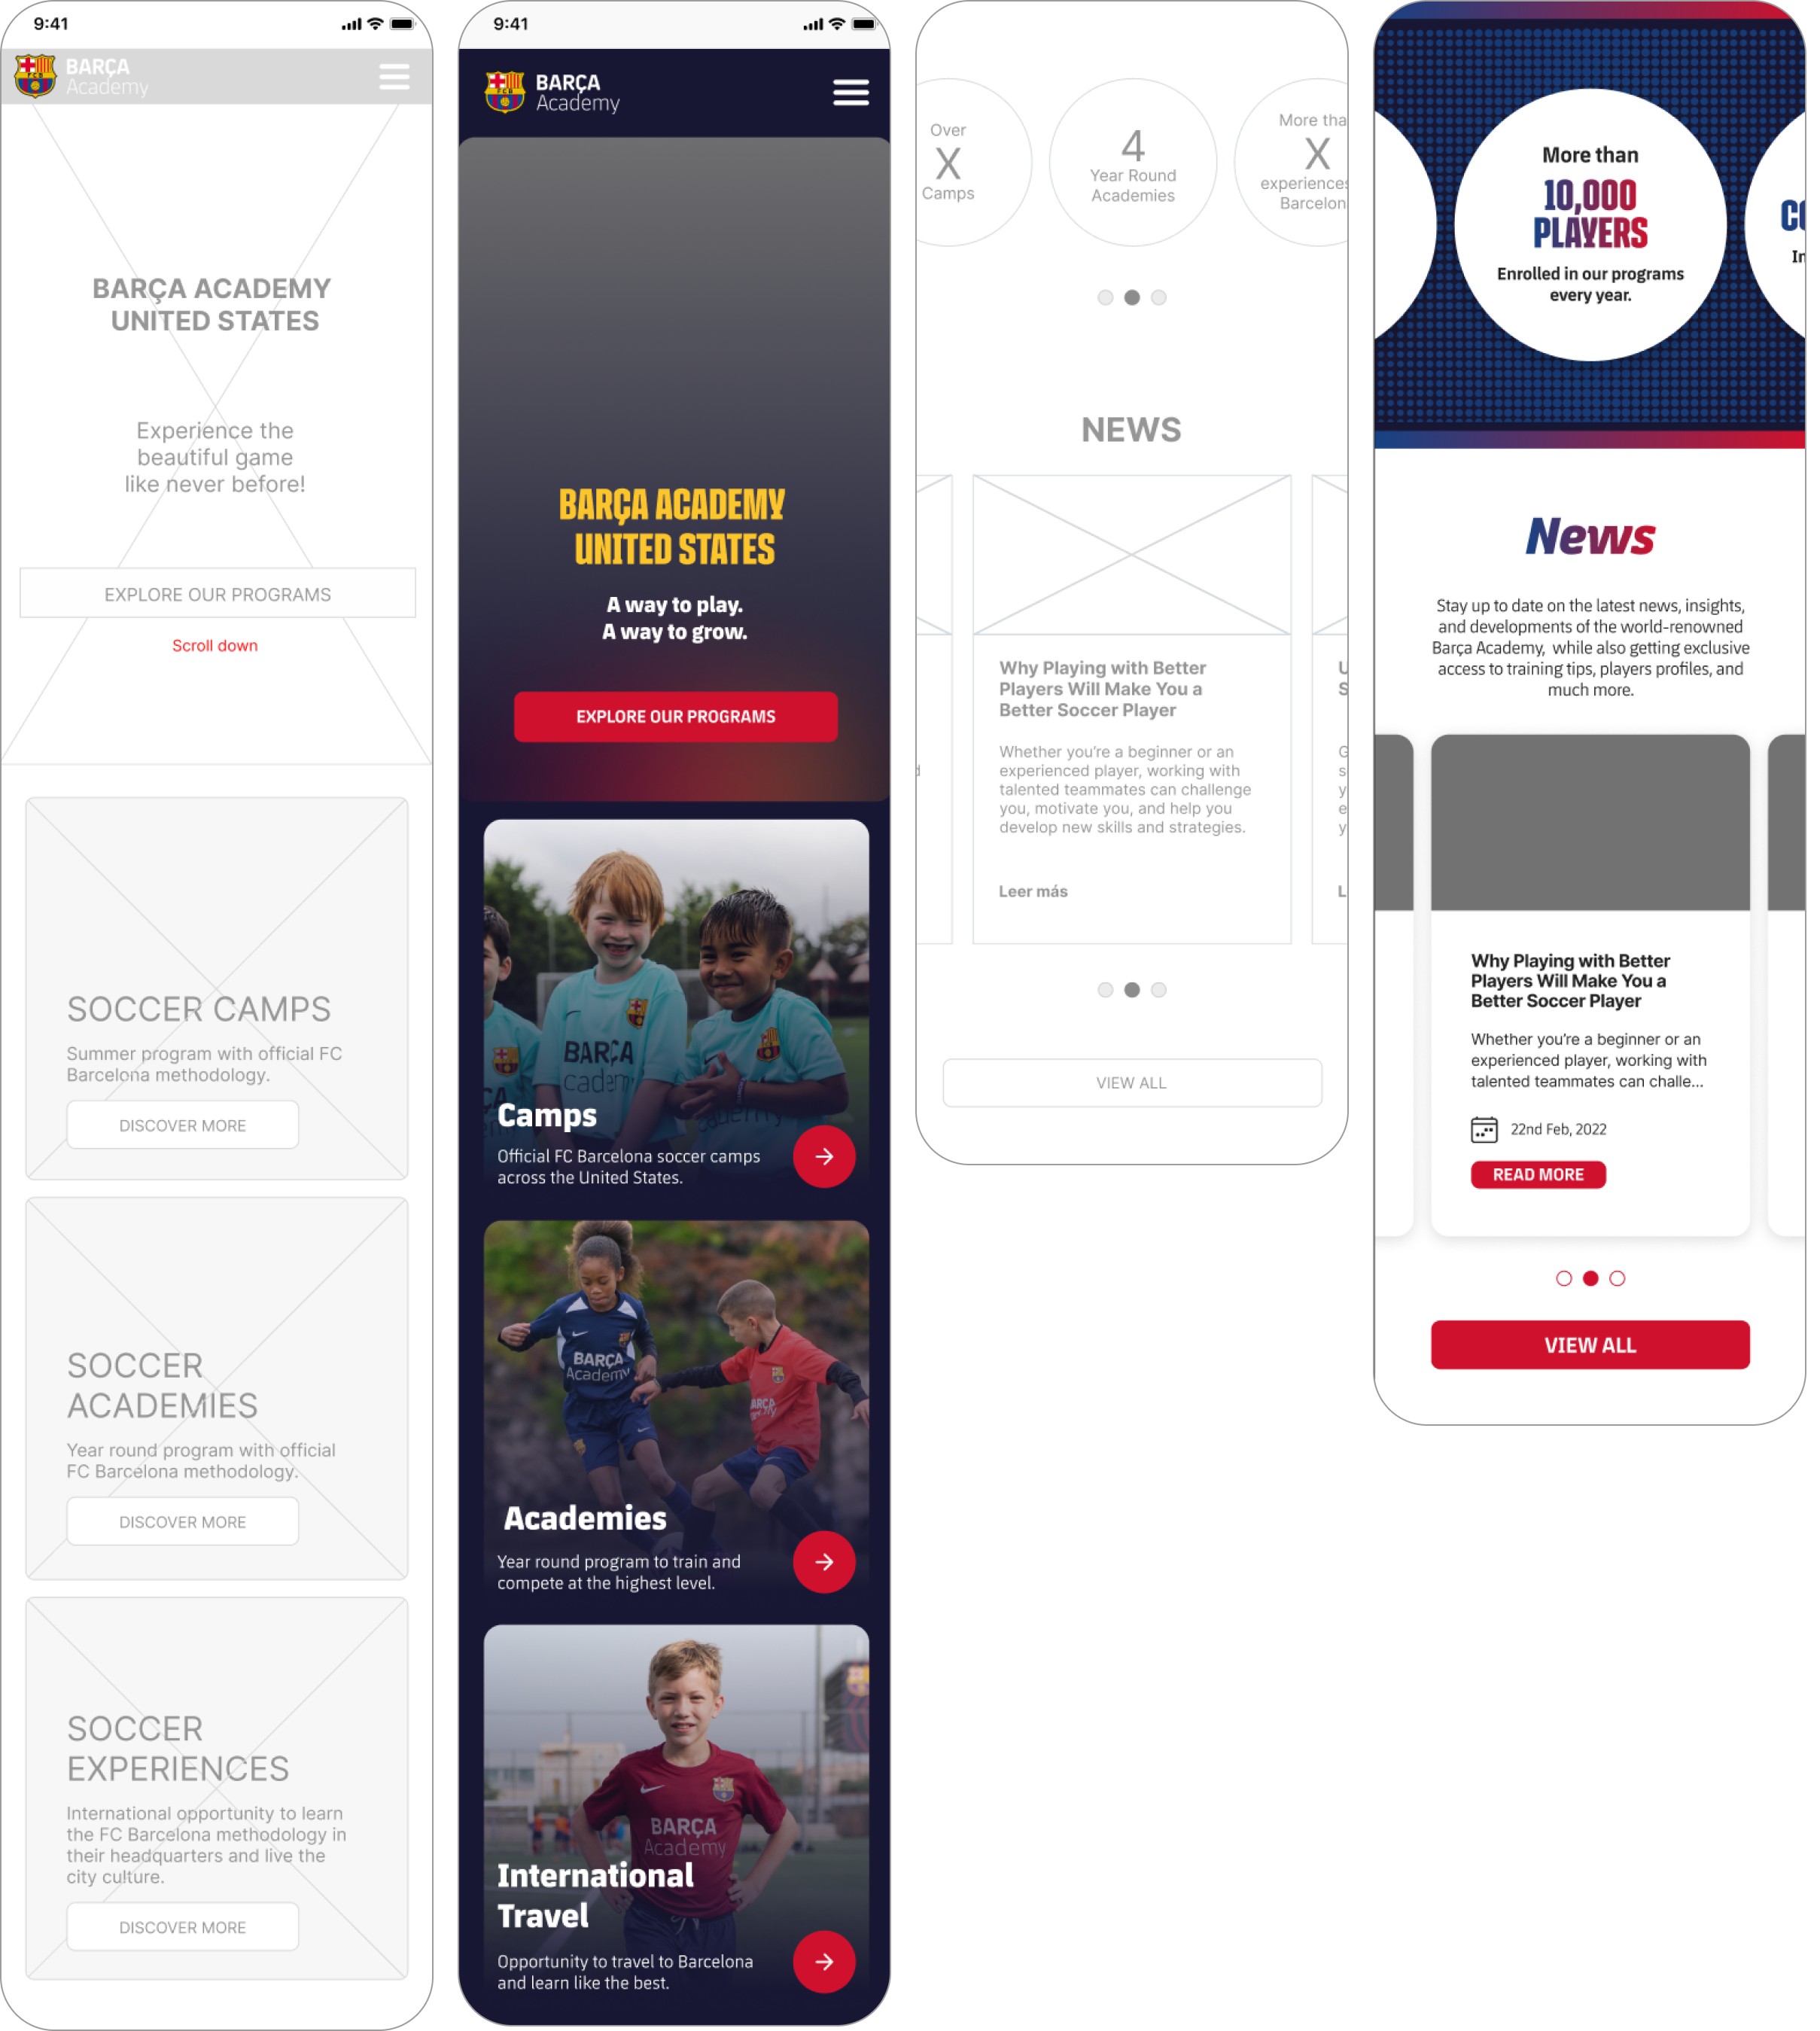 9:41
BARÇA
Academy
BARÇA ACADEMY
UNITED STATES
Experience the
beautiful game
like never before!
EXPLORE OUR PROGRAMS
Scroll down
SOCCER CAMPS
Summer program with official FC
Barcelona methodology.
DISCOVER MORE
SOCCER
ACADEMIES
Year round program with official
FC Barcelona methodology.
DISCOVER MORE
SOCCER
EXPERIENCES
International opportunity to learn
the FC Barcelona methodology in
their headquarters and live the
city culture.
DISCOVER MORE
9:41
BARÇA
Academy
BARÇA ACADEMY
UNITED STATES
A way to play.
A way to grow.
EXPLORE OUR PROGRAMS
BARÇA
cadem
Camps
Official FC Barcelona soccer camps
across the United States.
BARÇA
Academy
Academies
Year round program to train and
compete at the highest level.
BARÇA
Academy
International
Travel
Opportunity to travel to Barcelona
and learn like the best.
Over
X
Camps
4
Year Round
Academies
More tha
X
experiences
Barcelon
NEWS
Why Playing with Better
Players Will Make You a
Better Soccer Player
Whether you're a beginner or an
experienced player, working with
talented teammates can challenge
you, motivate you, and help you
develop new skills and strategies.
Leer más
VIEW ALL
More than
10,000
PLAYERS
Enrolled in our programs
every year.
News
Stay up to date on the latest news, insights,
and developments of the world-renowned
Barça Academy, while also getting exclusive
access to training tips, players profiles, and
much more.
Why Playing with Better
Players Will Make You a
Better Soccer Player
Whether you're a beginner or an
experienced player, working with
talented teammates can challe...
22nd Feb, 2022
READ MORE
VIEW ALL